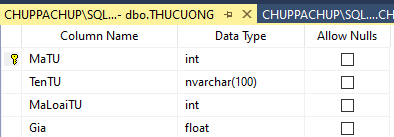 CHUPPACHUP\SQL...- dbo.THUCUONG CHUPPACHUP\SQL....CH
Column Name Data Type Allow Nulls
MaTU int
TenTU nvarchar(100)
MaLoaiTU int
Gia float